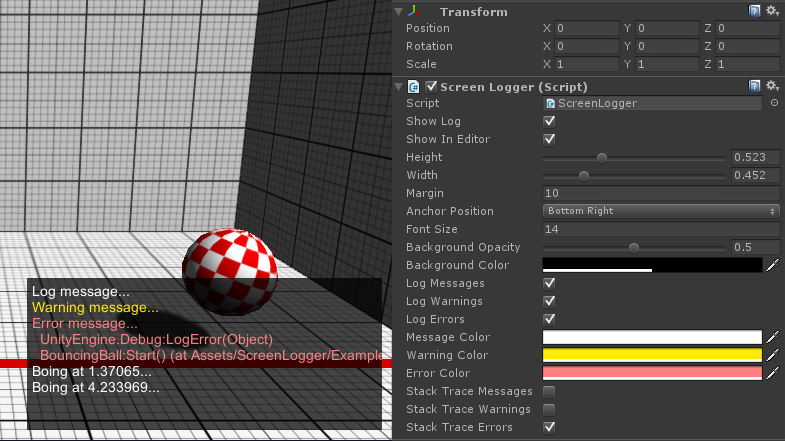 Log message...
Warning message...
Error message...
UnityEngine.Debug:LogError(Object)
BouncingBall:Start() (at Assets/ScreenLogger/Example
Boing at 1.37065...
Boing at 4.233969...
Transform
Position X 0 Y 0 Z 0
Rotation X 0 Y 0 Z 0
Scale X 1 Y 1 Z 1
Screen Logger (Script)
Script ScreenLogger
Show Log
Show In Editor
Height 0.523
Width 0.452
Margin 10
Anchor Position Bottom Right
Font Size 14
Background Opacity 0.5
Background Color
Log Messages
Log Warnings
Log Errors
Message Color
Warning Color
Error Color
Stack Trace Messages
Stack Trace Warnings
Stack Trace Errors